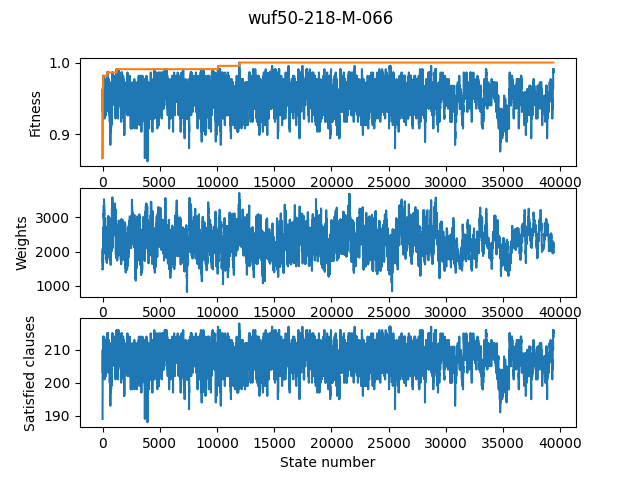 wuf50-218-M-066
1.0
0.9
Fitness
0 5000 10000 15000 20000 25000 30000 35000 40000
3000
2000
1000
Weights
0 5000 10000 15000 20000 25000 30000 35000 40000
210
200
190
Satisfied clauses
0 5000 10000 15000 20000 25000 30000 35000 40000
State number